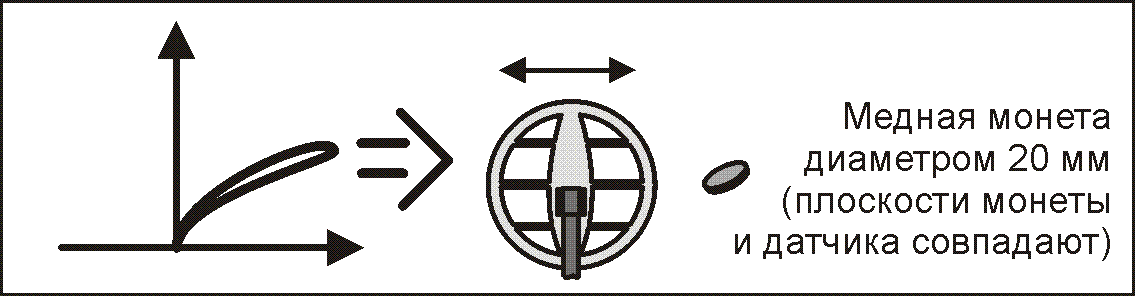 Медная монета
диаметром 20 мм
(плоскости монеты
и датчика совпадают)